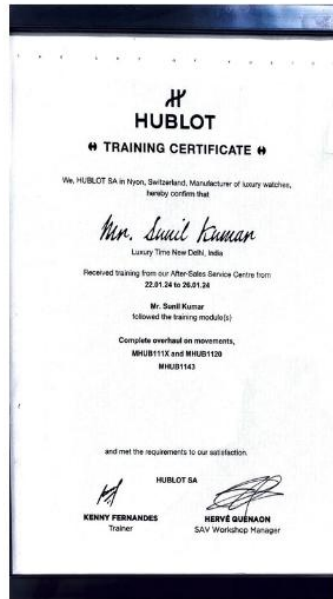 HUBLOT
TRAINING CERTIFICATE
We, HUBLOT SA in Nyon, Switzerland, Manufacturer of luxury watches,
hereby confirm that
Mr. Sunil Kumar
Luxury Time New Delhi, India
Received training from our After-Sales Service Centre from
22.01.24 to 26.01.24
Mr. Sunil Kumar
followed the training module(s)
Complete overhaul on movements,
MHUB111X and MHUB1120
MHUB1143
and met the requirements to our satisfaction.
HUBLOT SA
KENNY FERNANDES
Trainer
HERVÉ QUENAON
SAV Workshop Manager